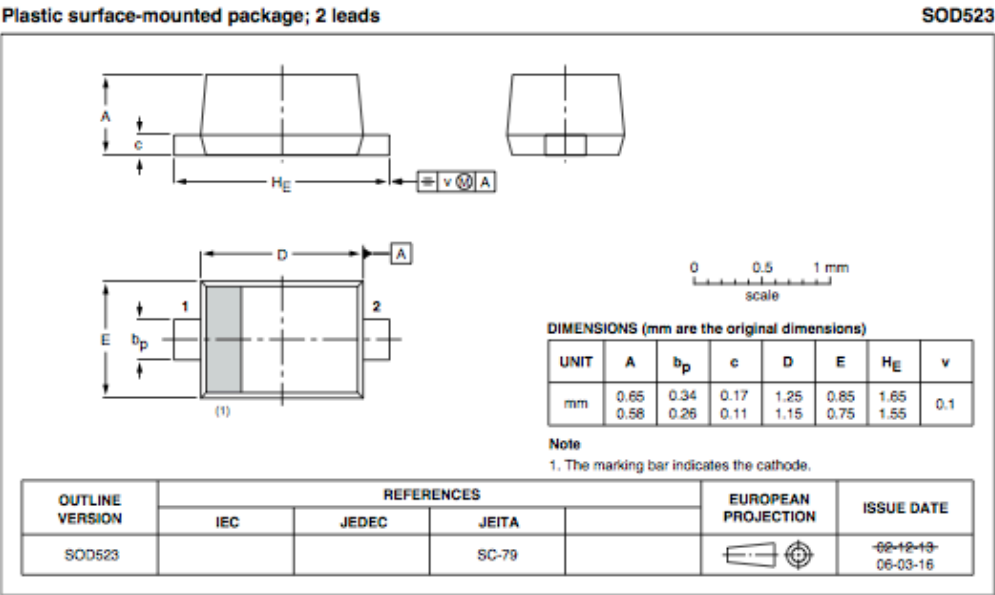 Plastic surface-mounted package; 2 leads SOD523
A
c
HE
v M A
D
A
1 2
E
bp
(1)
0 0.5 1 mm
scale
DIMENSIONS (mm are the original dimensions)
UNIT A bp c D E HE v
mm 0.65 0.58 0.34 0.26 0.17 0.11 1.25 1.15 0.85 0.75 1.65 1.55 0.1
Note
1. The marking bar indicates the cathode.
OUTLINE VERSION REFERENCES EUROPEAN PROJECTION ISSUE DATE
IEC JEDEC JEITA
SOD523 SC-79 02-12-13
06-03-16